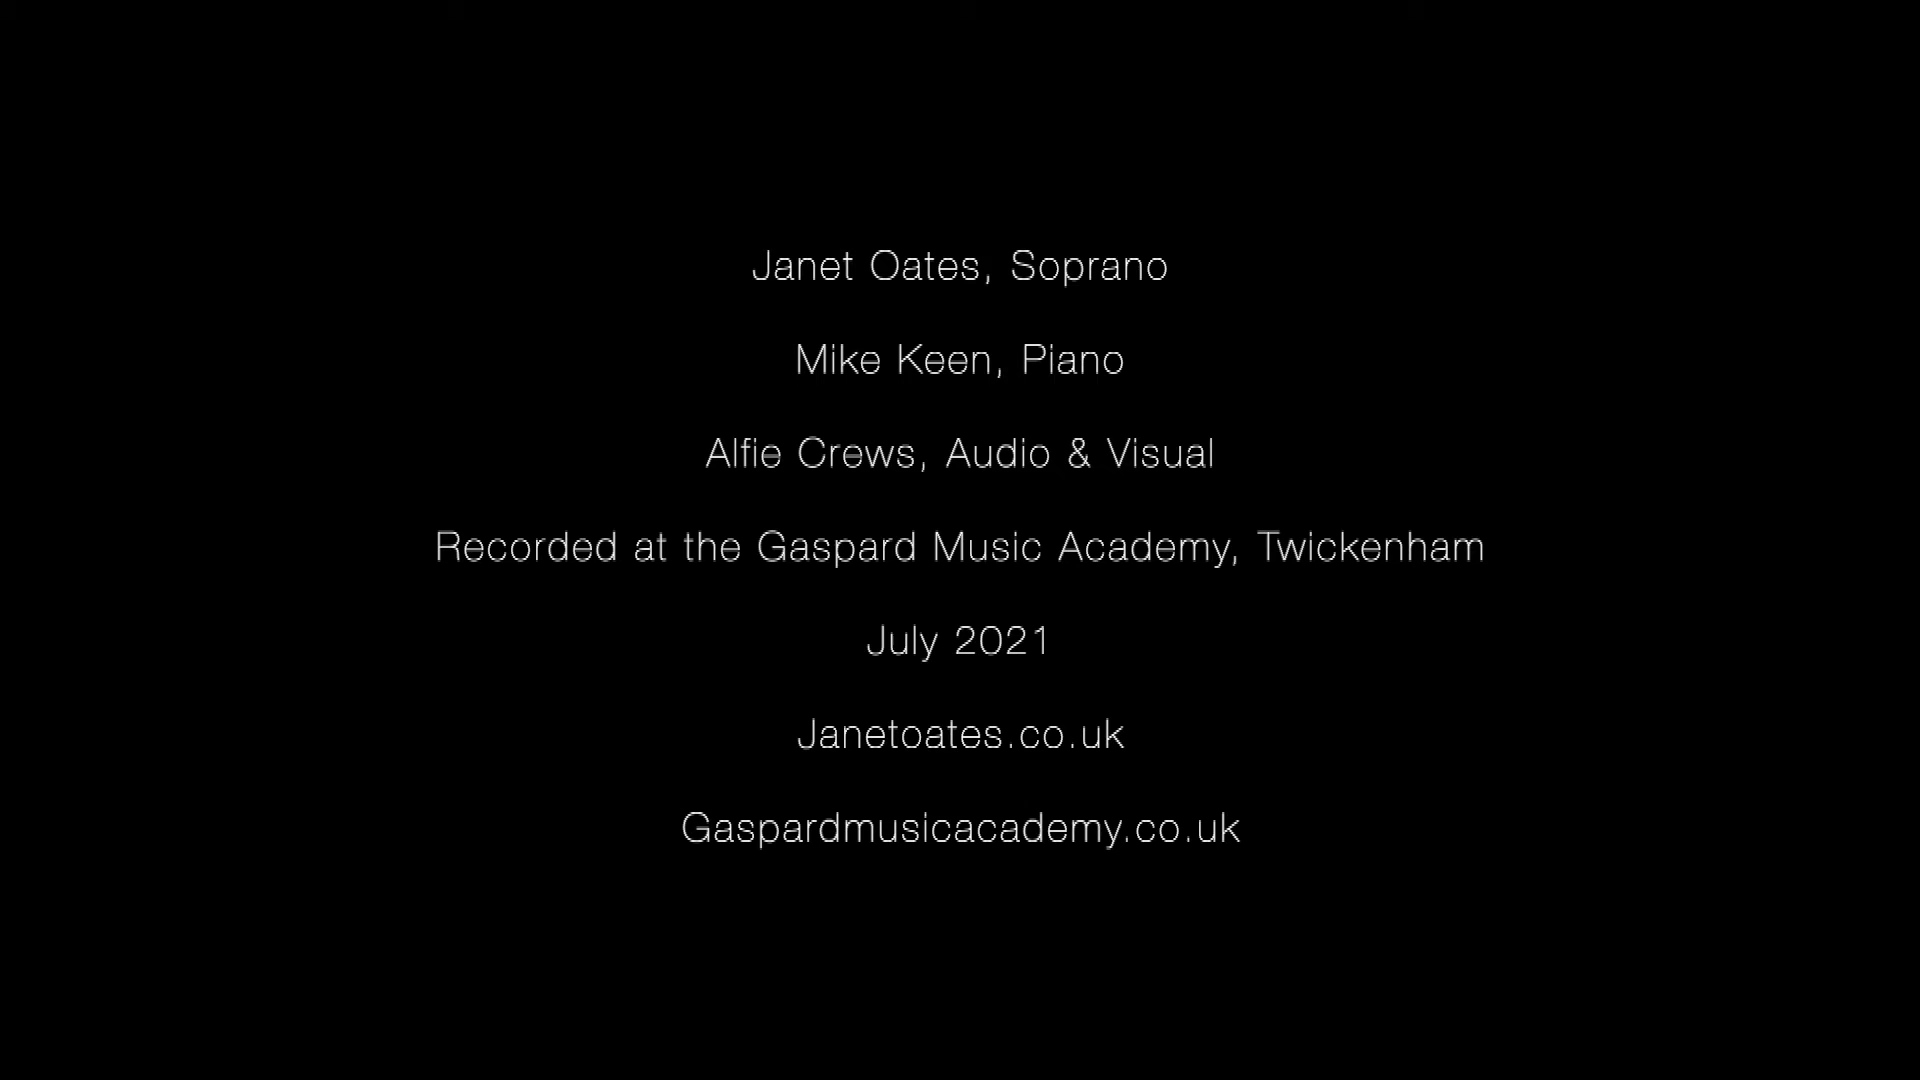 Janet Oates, Soprano
Mike Keen, Piano
Alfie Crews, Audio & Visual
Recorded at the Gaspard Music Academy, Twickenham
July 2021
Janetoates.co.uk
Gaspardmusicacademy.co.uk